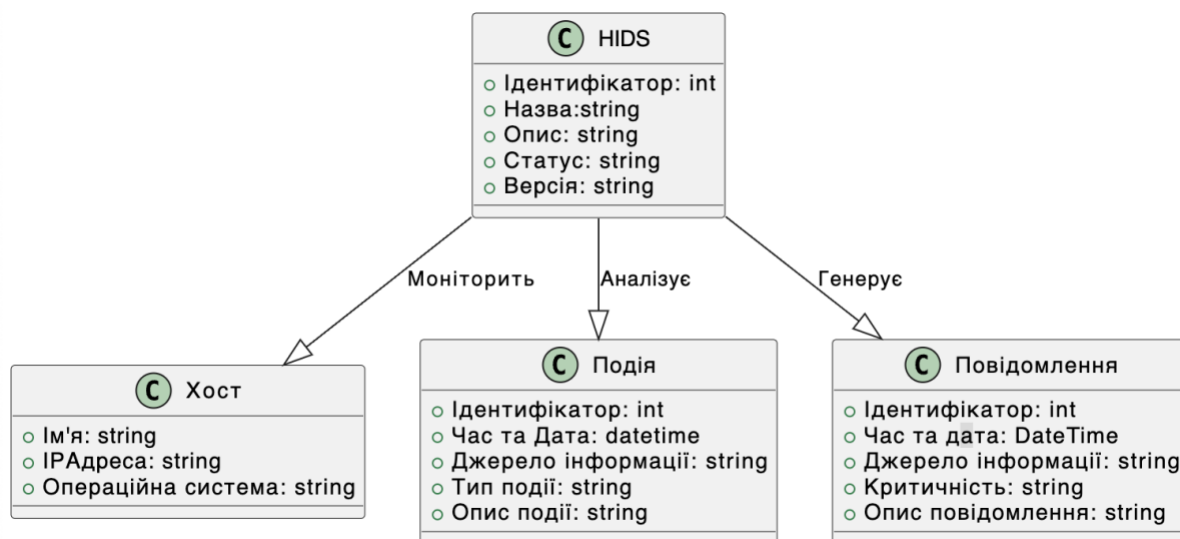 C HIDS
Ідентифікатор: int
Назва:string
Опис: string
Статус: string
Версія: string
Моніторить
Аналізує
Генерує
C Хост
Ім'я: string
IPАдреса: string
Операційна система: string
C Подія
Ідентифікатор: int
Час та Дата: datetime
Джерело інформації: string
Тип події: string
Опис події: string
C Повідомлення
Ідентифікатор: int
Час та дата: DateTime
Джерело інформації: string
Критичність: string
Опис повідомлення: string